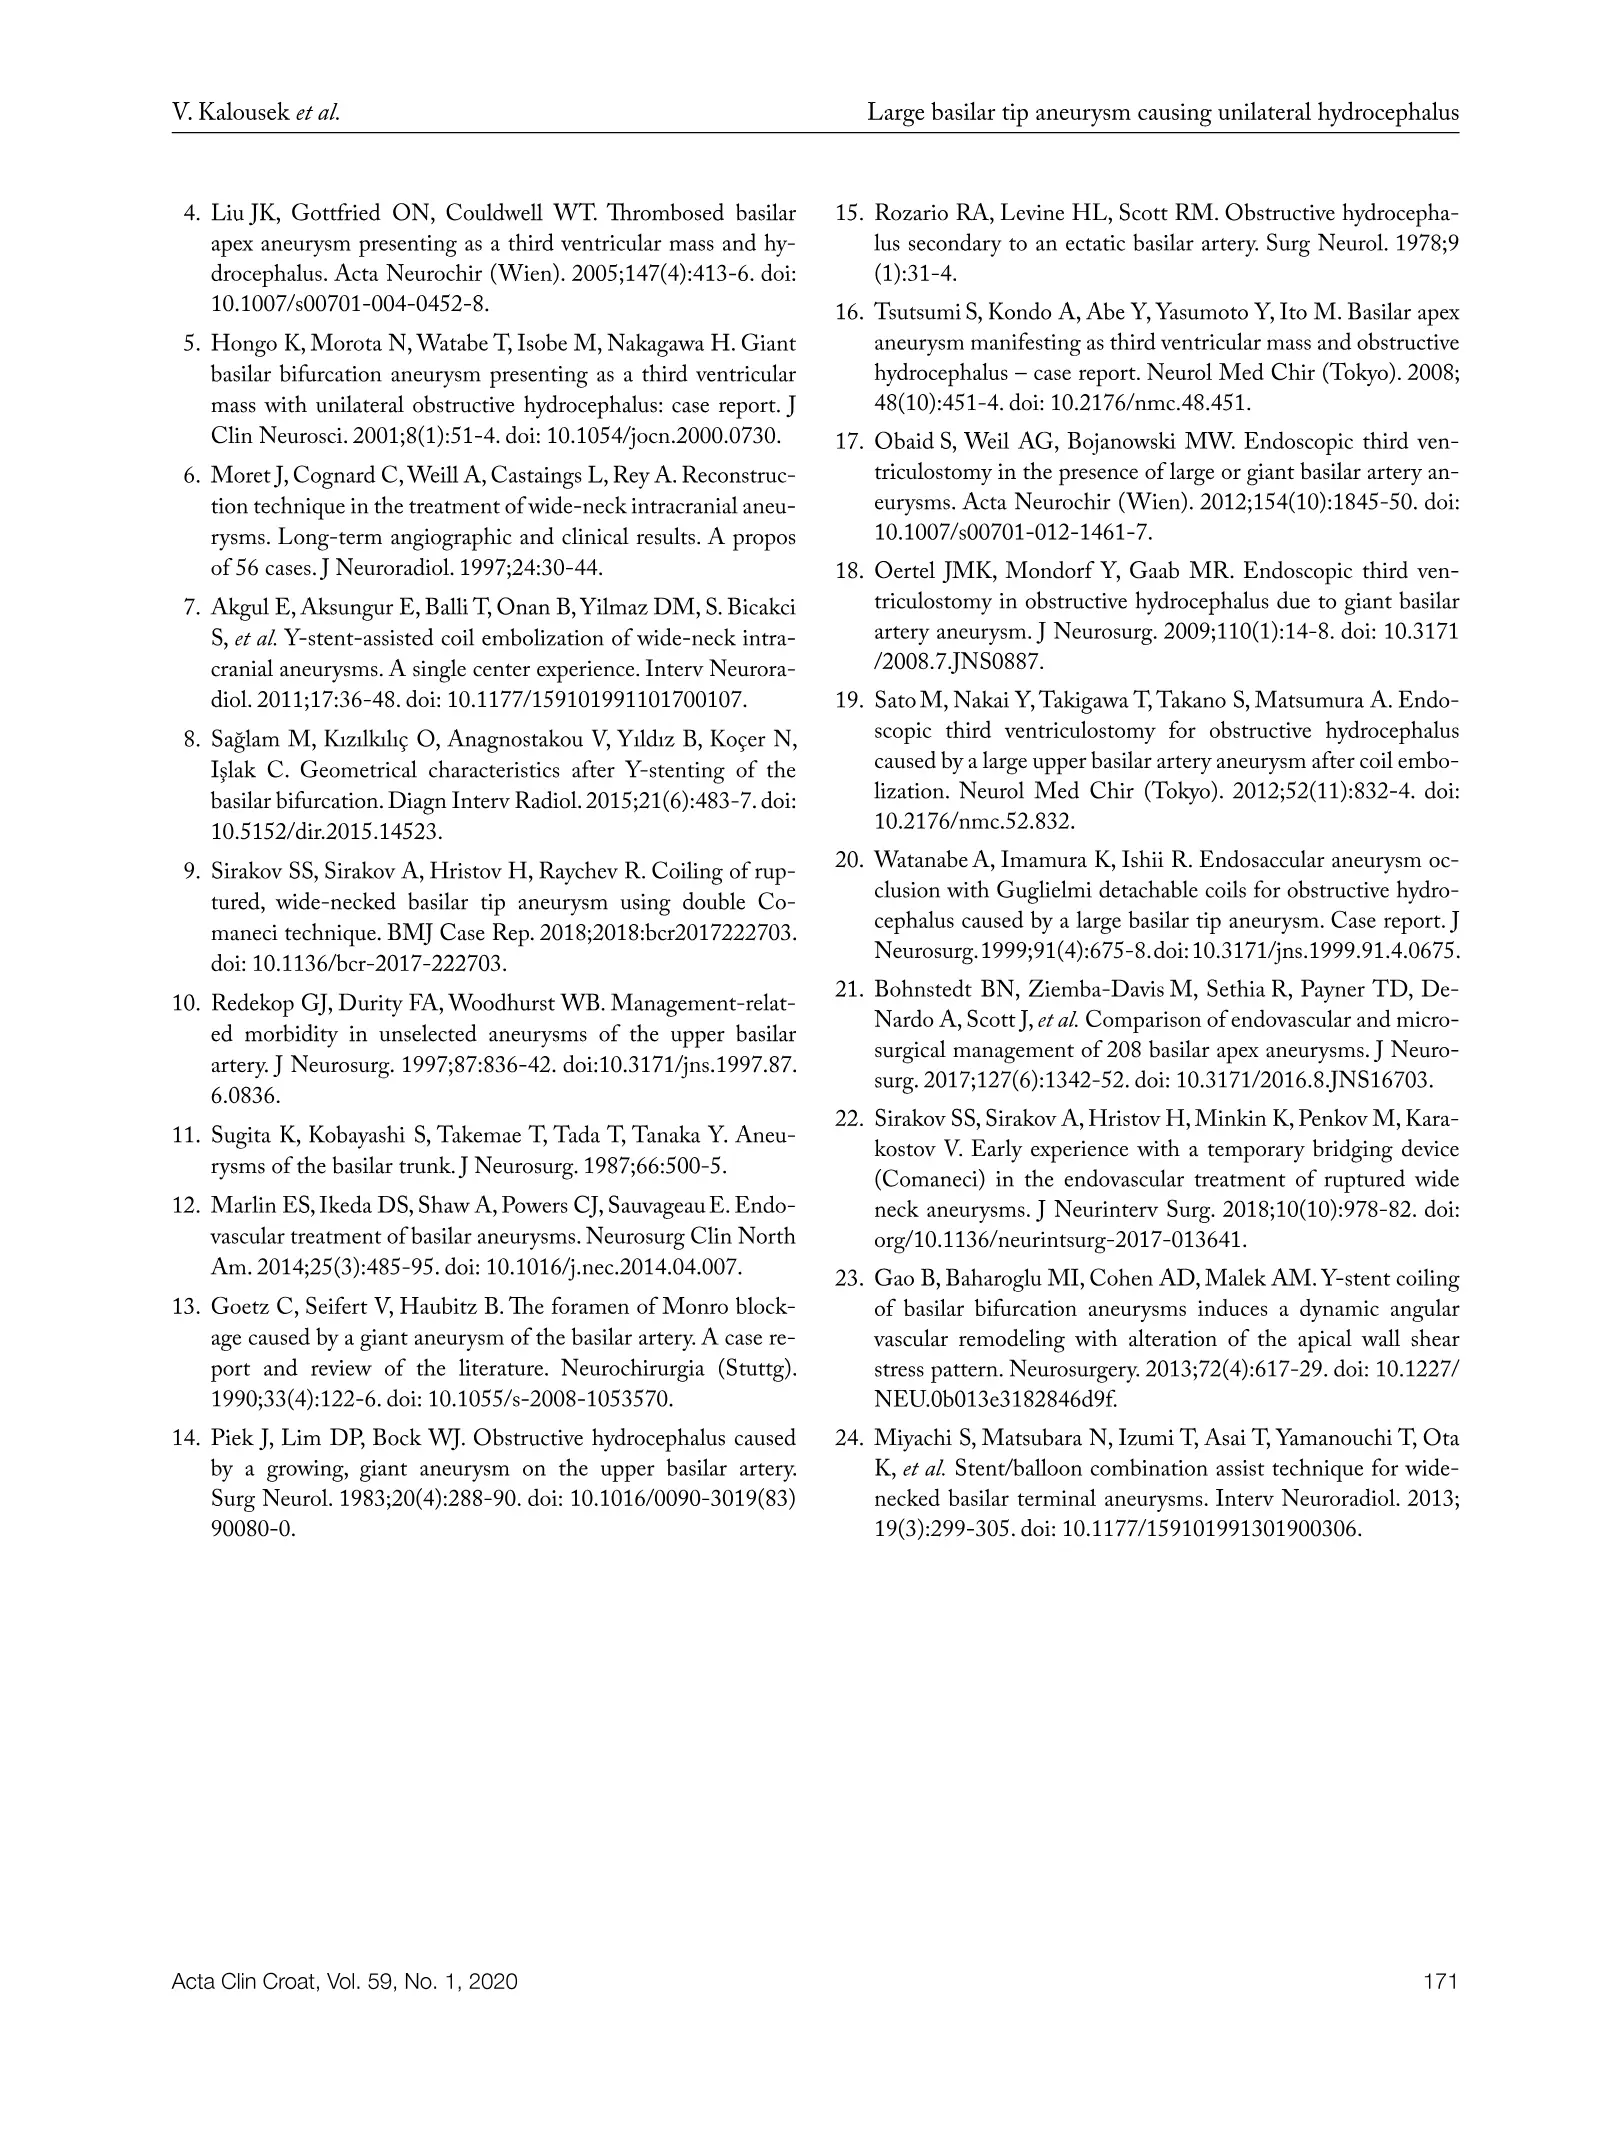 V. Kalousek et al.
Large basilar tip aneurysm causing unilateral hydrocephalus
4. Liu JK, Gottfried ON, Couldwell WT. Thrombosed basilar
apex aneurysm presenting as a third ventricular mass and hy-
drocephalus. Acta Neurochir (Wien). 2005;147(4):413-6. doi:
10.1007/s00701-004-0452-8.
5. Hongo K, Morota N, Watabe T, Isobe M, Nakagawa H. Giant
basilar bifurcation aneurysm presenting as a third ventricular
mass with unilateral obstructive hydrocephalus: case report. J
Clin Neurosci. 2001;8(1):51-4. doi: 10.1054/jocn.2000.0730.
6. Moret J, Cognard C, Weill A, Castaings L, Rey A. Reconstruc-
tion technique in the treatment of wide-neck intracranial aneu-
rysms. Long-term angiographic and clinical results. A propos
of 56 cases. J Neuroradiol. 1997;24:30-44.
7. Akgul E, Aksungur E, Balli T, Onan B, Yilmaz DM, S. Bicakci
S, et al. Y-stent-assisted coil embolization of wide-neck intra-
cranial aneurysms. A single center experience. Interv Neurora-
diol. 2011;17:36-48. doi: 10.1177/159101991101700107.
8. Sağlam M, Kızılkılıç O, Anagnostakou V, Yıldız B, Koçer N,
Işlak C. Geometrical characteristics after Y-stenting of the
basilar bifurcation. Diagn Interv Radiol. 2015;21(6):483-7. doi:
10.5152/dir.2015.14523.
9. Sirakov SS, Sirakov A, Hristov H, Raychev R. Coiling of rup-
tured, wide-necked basilar tip aneurysm using double Co-
maneci technique. BMJ Case Rep. 2018;2018:bcr2017222703.
doi: 10.1136/bcr-2017-222703.
10. Redekop GJ, Durity FA, Woodhurst WB. Management-relat-
ed morbidity in unselected aneurysms of the upper basilar
artery. J Neurosurg. 1997;87:836-42. doi:10.3171/jns.1997.87.
6.0836.
11. Sugita K, Kobayashi S, Takemae T, Tada T, Tanaka Y. Aneu-
rysms of the basilar trunk. J Neurosurg. 1987;66:500-5.
12. Marlin ES, Ikeda DS, Shaw A, Powers CJ, Sauvageau E. Endo-
vascular treatment of basilar aneurysms. Neurosurg Clin North
Am. 2014;25(3):485-95. doi: 10.1016/j.nec.2014.04.007.
13. Goetz C, Seifert V, Haubitz B. The foramen of Monro block-
age caused by a giant aneurysm of the basilar artery. A case re-
port and review of the literature. Neurochirurgia (Stuttg).
1990;33(4):122-6. doi: 10.1055/s-2008-1053570.
14. Piek J, Lim DP, Bock WJ. Obstructive hydrocephalus caused
by a growing, giant aneurysm on the upper basilar artery.
Surg Neurol. 1983;20(4):288-90. doi: 10.1016/0090-3019(83)
90080-0.
15. Rozario RA, Levine HL, Scott RM. Obstructive hydrocepha-
lus secondary to an ectatic basilar artery. Surg Neurol. 1978;9
(1):31-4.
16. Tsutsumi S, Kondo A, Abe Y, Yasumoto Y, Ito M. Basilar apex
aneurysm manifesting as third ventricular mass and obstructive
hydrocephalus – case report. Neurol Med Chir (Tokyo). 2008;
48(10):451-4. doi: 10.2176/nmc.48.451.
17. Obaid S, Weil AG, Bojanowski MW. Endoscopic third ven-
triculostomy in the presence of large or giant basilar artery an-
eurysms. Acta Neurochir (Wien). 2012;154(10):1845-50. doi:
10.1007/s00701-012-1461-7.
18. Oertel JMK, Mondorf Y, Gaab MR. Endoscopic third ven-
triculostomy in obstructive hydrocephalus due to giant basilar
artery aneurysm. J Neurosurg. 2009;110(1):14-8. doi: 10.3171
/2008.7.JNS0887.
19. Sato M, Nakai Y, Takigawa T, Takano S, Matsumura A. Endo-
scopic third ventriculostomy for obstructive hydrocephalus
caused by a large upper basilar artery aneurysm after coil embo-
lization. Neurol Med Chir (Tokyo). 2012;52(11):832-4. doi:
10.2176/nmc.52.832.
20. Watanabe A, Imamura K, Ishii R. Endosaccular aneurysm oc-
clusion with Guglielmi detachable coils for obstructive hydro-
cephalus caused by a large basilar tip aneurysm. Case report. J
Neurosurg. 1999;91(4):675-8. doi: 10.3171/jns.1999.91.4.0675.
21. Bohnstedt BN, Ziemba-Davis M, Sethia R, Payner TD, De-
Nardo A, Scott J, et al. Comparison of endovascular and micro-
surgical management of 208 basilar apex aneurysms. J Neuro-
surg. 2017;127(6):1342-52. doi: 10.3171/2016.8.JNS16703.
22. Sirakov SS, Sirakov A, Hristov H, Minkin K, Penkov M, Kara-
kostov V. Early experience with a temporary bridging device
(Comaneci) in the endovascular treatment of ruptured wide
neck aneurysms. J Neurinterv Surg. 2018;10(10):978-82. doi:
org/10.1136/neurintsurg-2017-013641.
23. Gao B, Baharoglu MI, Cohen AD, Malek AM. Y-stent coiling
of basilar bifurcation aneurysms induces a dynamic angular
vascular remodeling with alteration of the apical wall shear
stress pattern. Neurosurgery. 2013;72(4):617-29. doi: 10.1227/
NEU.0b013e3182846d9f.
24. Miyachi S, Matsubara N, Izumi T, Asai T, Yamanouchi T, Ota
K, et al. Stent/balloon combination assist technique for wide-
necked basilar terminal aneurysms. Interv Neuroradiol. 2013;
19(3):299-305. doi: 10.1177/159101991301900306.
Acta Clin Croat, Vol. 59, No. 1, 2020
171